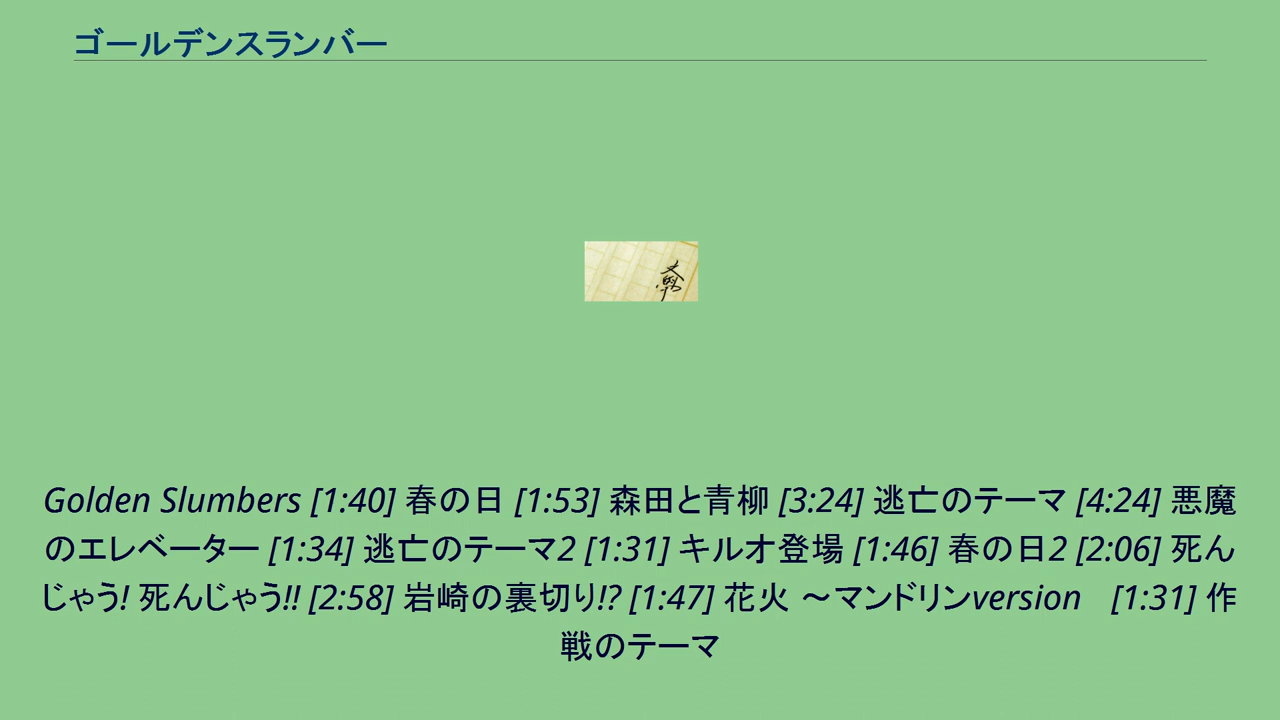 ゴールデンスランバー
Golden Slumbers [1:40] 春の日 [1:53] 森田と青柳 [3:24] 逃亡のテーマ [4:24] 悪魔
のエレベーター [1:34] 逃亡のテーマ2 [1:31] キルオ登場 [1:46] 春の日2 [2:06] 死ん
じゃう! 死んじゃう!! [2:58] 岩崎の裏切り!? [1:47] 花火 ～マンドリンversion　[1:31] 作
戦のテーマ